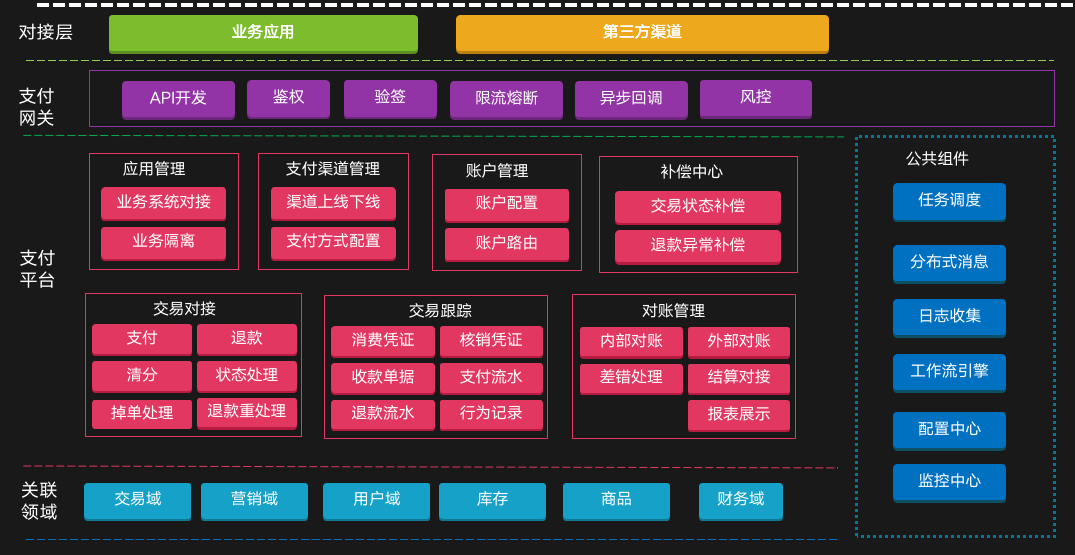 对接层
业务应用
第三方渠道
支付
网关
API开发
鉴权
验签
限流熔断
异步回调
风控
支付
平台
应用管理
业务系统对接
业务隔离
支付渠道管理
渠道上线下线
支付方式配置
账户管理
账户配置
账户路由
补偿中心
交易状态补偿
退款异常补偿
交易对接
支付
退款
清分
状态处理
掉单处理
退款重处理
交易跟踪
消费凭证
核销凭证
收款单据
支付流水
退款流水
行为记录
对账管理
内部对账
外部对账
差错处理
结算对接
报表展示
公共组件
任务调度
分布式消息
日志收集
工作流引擎
配置中心
监控中心
关联
领域
交易域
营销域
用户域
库存
商品
财务域